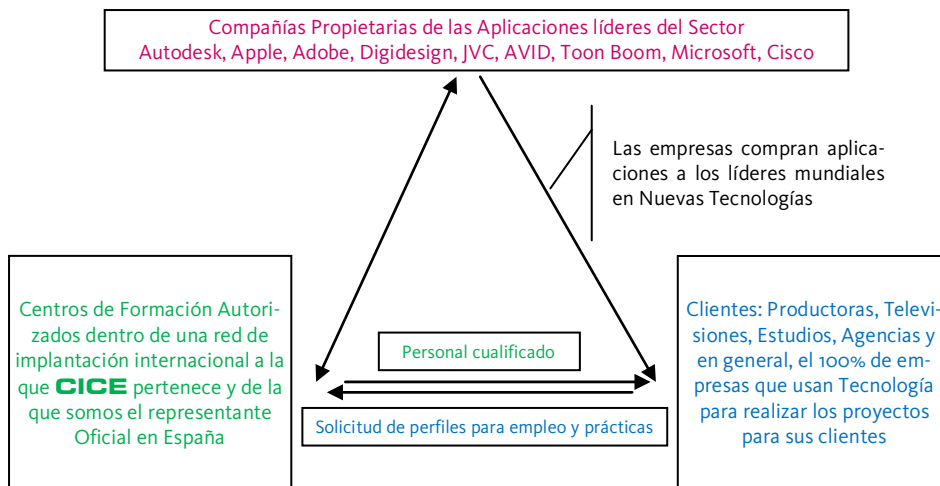 Compañías Propietarias de las Aplicaciones líderes del Sector
Autodesk, Apple, Adobe, Digidesign, JVC, AVID, Toon Boom, Microsoft, Cisco
Las empresas compran aplica-
ciones a los líderes mundiales
en Nuevas Tecnologías
Centros de Formación Autori-
zados dentro de una red de
implantación internacional a la
que CICE pertenece y de la
que somos el representante
Oficial en España
Personal cualificado
Solicitud de perfiles para empleo y prácticas
Clientes: Productoras, Televi-
siones, Estudios, Agencias y
en general, el 100% de em-
presas que usan Tecnología
para realizar los proyectos
para sus clientes